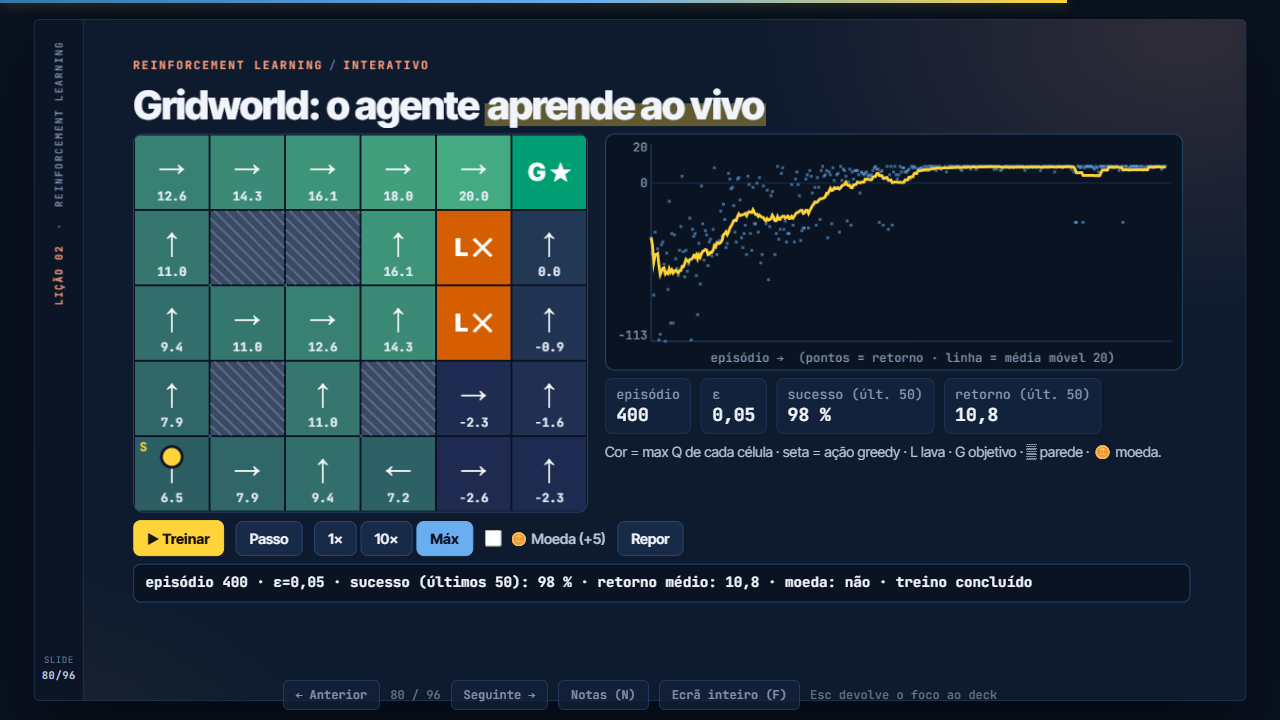 REINFORCEMENT LEARNING / INTERATIVO
Gridworld: o agente aprende ao vivo
LIÇÃO 02 · REINFORCEMENT LEARNING
→ → → → → G★
12.6 14.3 16.1 18.0 20.0
↑ ↑ L✕ ↑
11.0 16.1 0.0
↑ → → ↑ L✕ ↑
9.4 11.0 12.6 14.3 -0.9
↑ ↑ → ↑
7.9 11.0 -2.3 -1.6
S
↑ → ↑ ← → ↑
6.5 7.9 9.4 7.2 -2.6 -2.3
20
0
-113
episódio → (pontos = retorno · linha = média móvel 20)
episódio ε sucesso (últ. 50) retorno (últ. 50)
400 0,05 98 % 10,8
Cor = max Q de cada célula · seta = ação greedy · L lava · G objetivo · ▒ parede · 🪙 moeda.
▶ Treinar Passo 1× 10× Máx 🪙 Moeda (+5) Repor
episódio 400 · ε=0,05 · sucesso (últimos 50): 98 % · retorno médio: 10,8 · moeda: não · treino concluído
SLIDE
80/96
← Anterior 80 / 96 Seguinte → Notas (N) Ecrã inteiro (F) Esc devolve o foco ao deck